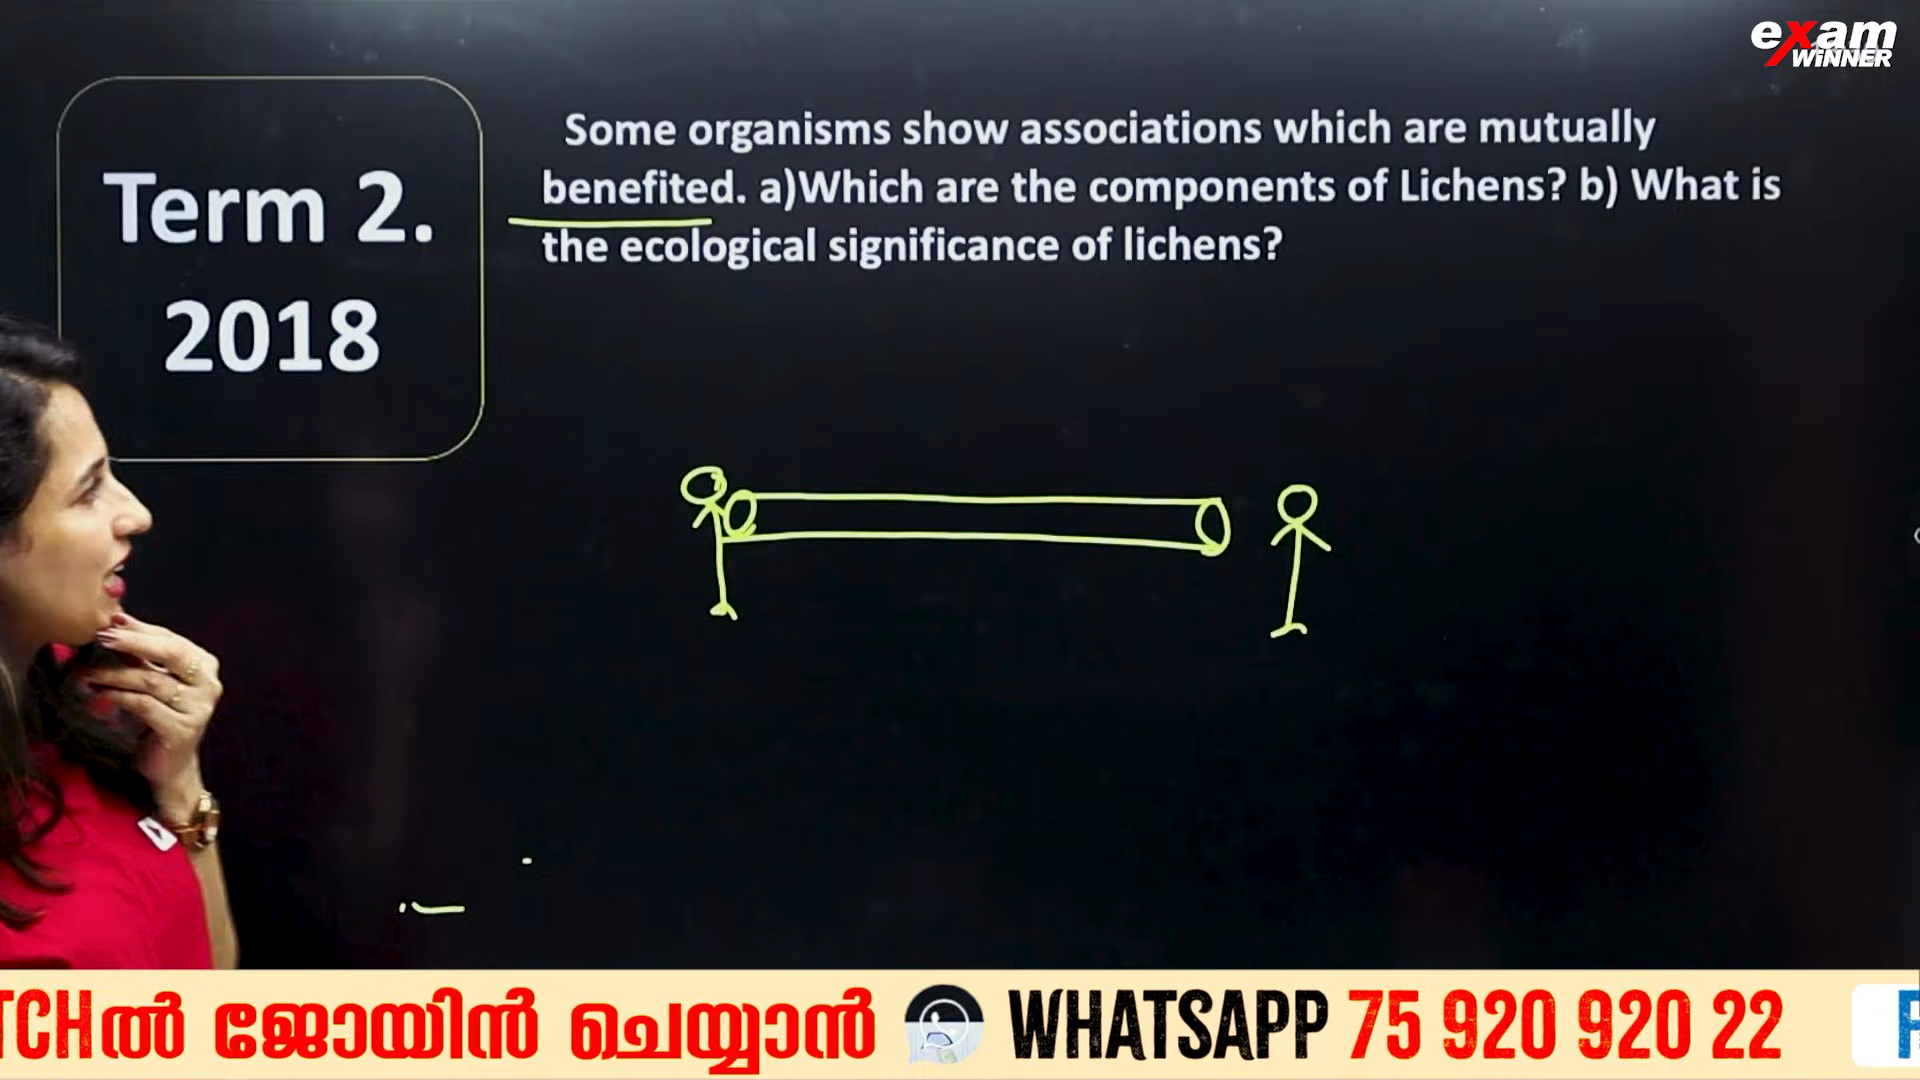 exam
WINNER
Term 2.
2018
Some organisms show associations which are mutually
benefited. a)Which are the components of Lichens? b) What is
the ecological significance of lichens?
TCHൽ ജോയിൻ ചെയ്യാൻ WHATSAPP 75 920 920 22